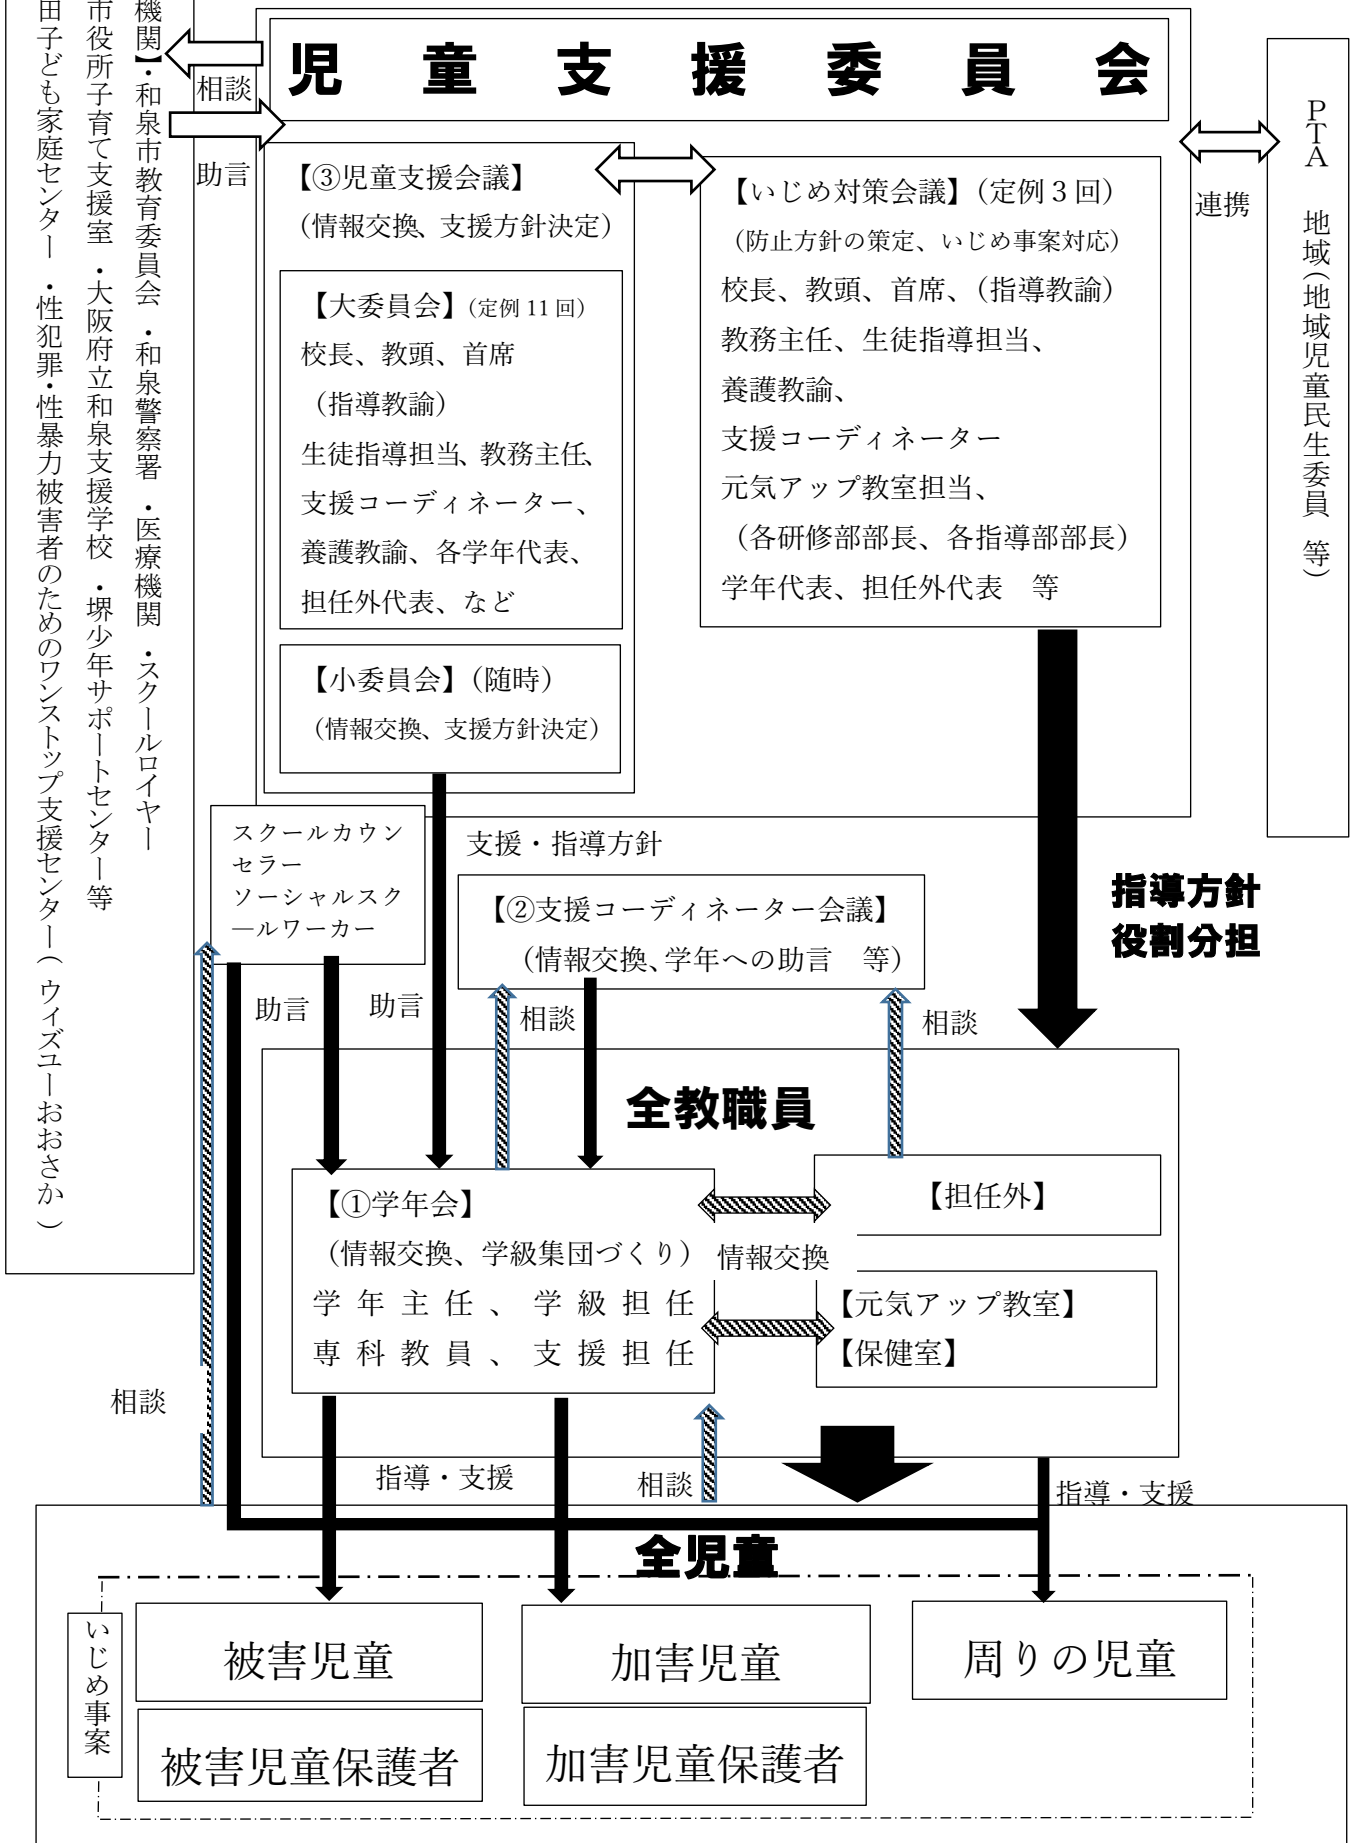 機関】・和泉市教育委員会 ・和泉警察署 ・医療機関 ・スクールロイヤー
市役所子育て支援室 ・大阪府立和泉支援学校 ・堺少年サポートセンター等
田子ども家庭センター ・性犯罪・性暴力被害者のためのワンストップ支援センター(ウィズユーおおさか)
相談
助言
児童支援委員会
【③児童支援会議】
(情報交換、支援方針決定)
【大委員会】(定例 11 回)
校長、教頭、首席
(指導教諭)
生徒指導担当、教務主任、
支援コーディネーター、
養護教諭、各学年代表、
担任外代表、など
【小委員会】(随時)
(情報交換、支援方針決定)
【いじめ対策会議】(定例3回)
(防止方針の策定、いじめ事案対応)
校長、教頭、首席、(指導教諭)
教務主任、生徒指導担当、
養護教諭、
支援コーディネーター
元気アップ教室担当、
(各研修部部長、各指導部部長)
学年代表、担任外代表 等
連携
PTA 地域(地域児童民生委員 等)
スクールカウン
セラー
ソーシャルスク
―ルワーカー
支援・指導方針
【②支援コーディネーター会議】
(情報交換、学年への助言 等)
指導方針
役割分担
助言
助言
相談
相談
全教職員
【①学年会】
(情報交換、学級集団づくり)
学年主任、学級担任
専科教員、支援担任
情報交換
【担任外】
【元気アップ教室】
【保健室】
相談
指導・支援
相談
指導・支援
全児童
いじめ事案
被害児童
加害児童
周りの児童
被害児童保護者
加害児童保護者